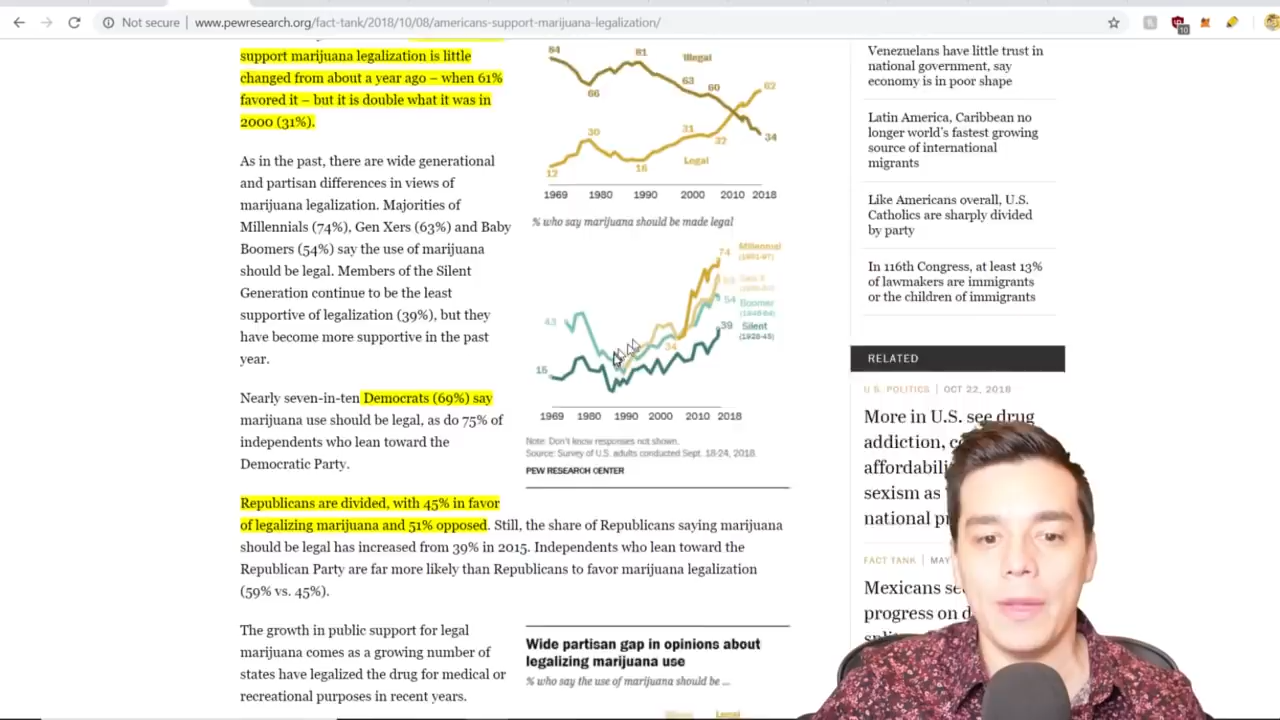 Not secure | www.pewresearch.org/fact-tank/2018/10/08/americans-support-marijuana-legalization/
10
support marijuana legalization is little
changed from about a year ago – when 61%
favored it – but it is double what it was in
2000 (31%).
As in the past, there are wide generational
and partisan differences in views of
marijuana legalization. Majorities of
Millennials (74%), Gen Xers (63%) and Baby
Boomers (54%) say the use of marijuana
should be legal. Members of the Silent
Generation continue to be the least
supportive of legalization (39%), but they
have become more supportive in the past
year.
Nearly seven-in-ten Democrats (69%) say
marijuana use should be legal, as do 75% of
independents who lean toward the
Democratic Party.
Republicans are divided, with 45% in favor
of legalizing marijuana and 51% opposed. Still, the share of Republicans saying marijuana
should be legal has increased from 39% in 2015. Independents who lean toward the
Republican Party are far more likely than Republicans to favor marijuana legalization
(59% vs. 45%).
The growth in public support for legal
marijuana comes as a growing number of
states have legalized the drug for medical or
recreational purposes in recent years.
84
81
Illegal
66
63
60
62
30
31
32
34
12
16
Legal
1969 1980 1990 2000 2010 2018
% who say marijuana should be made legal
74 Millennial
(1981-97)
54 Boomer
(1946-64)
43
39 Silent
(1928-45)
34
15
1969 1980 1990 2000 2010 2018
Note: Don't know responses not shown.
Source: Survey of U.S. adults conducted Sept. 18-24, 2018.
PEW RESEARCH CENTER
Wide partisan gap in opinions about
legalizing marijuana use
% who say the use of marijuana should be ...
Legal
Venezuelans have little trust in
national government, say
economy is in poor shape
Latin America, Caribbean no
longer world's fastest growing
source of international
migrants
Like Americans overall, U.S.
Catholics are sharply divided
by party
In 116th Congress, at least 13%
of lawmakers are immigrants
or the children of immigrants
RELATED
U.S. POLITICS | OCT 22, 2018
More in U.S. see drug
addiction,
affordabili
sexism as
national
FACT TANK | MAY
Mexicans
progress on